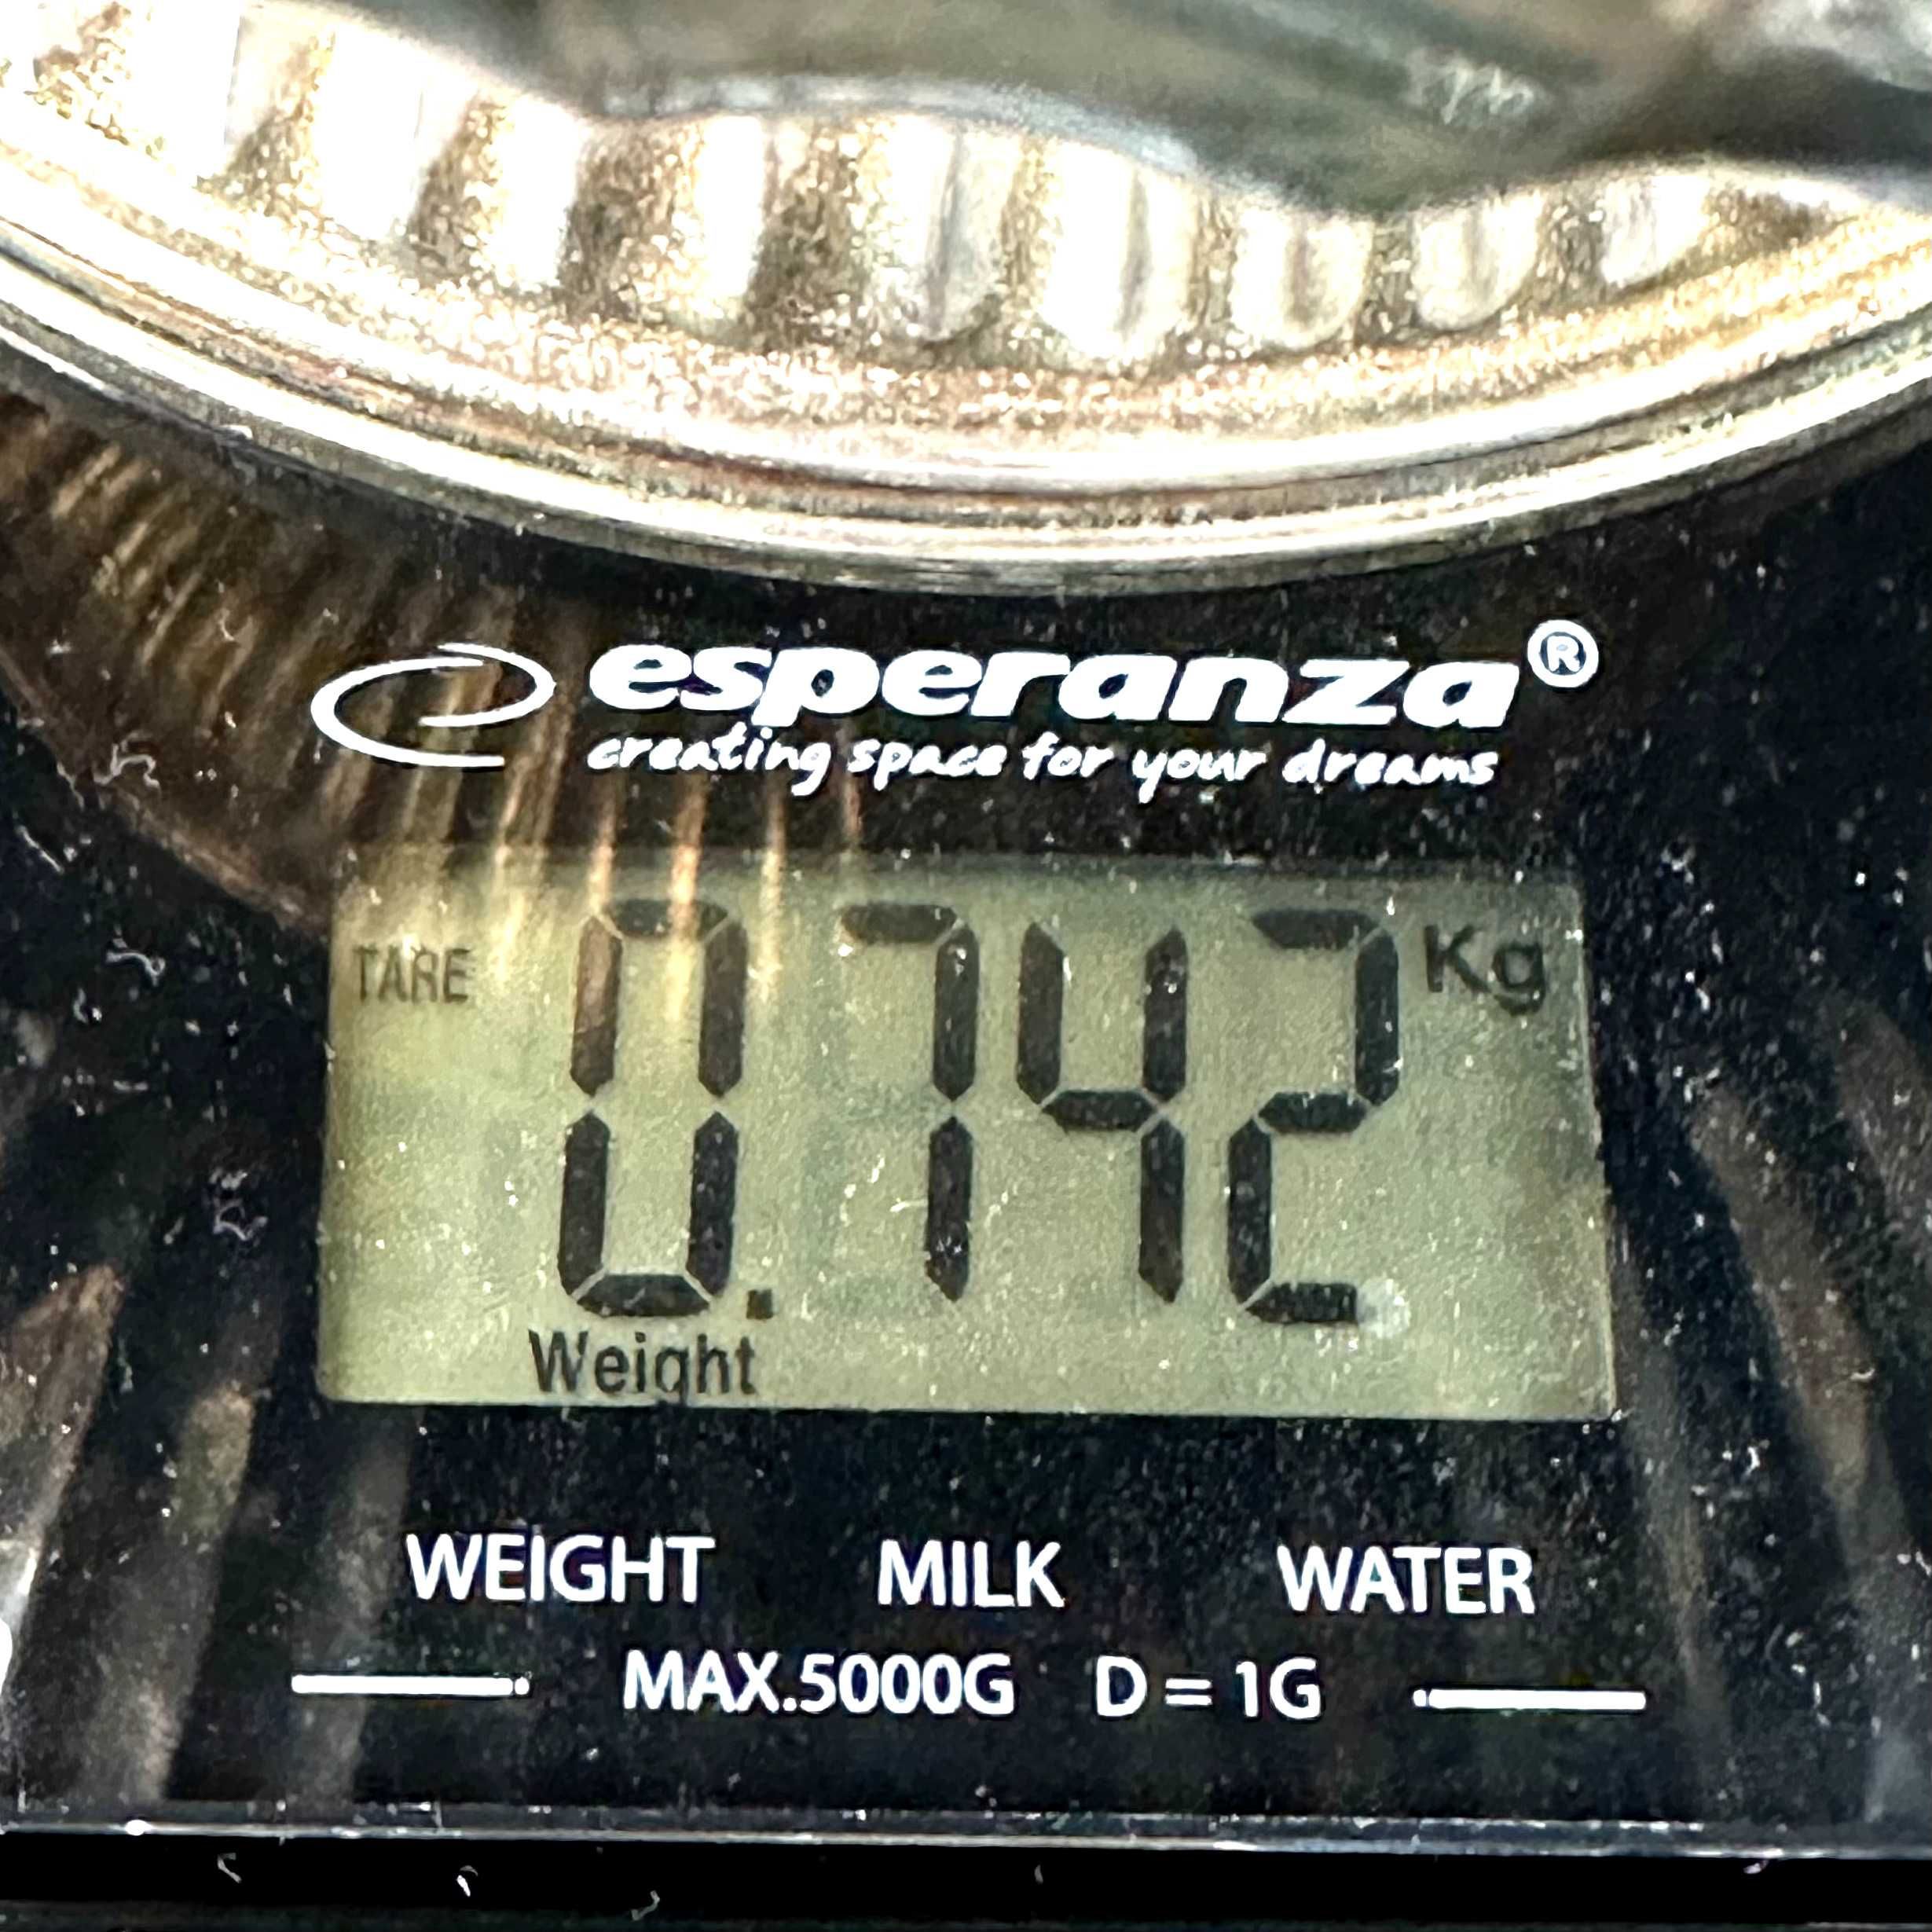 esperanza®
creating space for your dreams
TARE 0.742 Kg
Weight
WEIGHT MILK WATER
MAX.5000G D = 1G